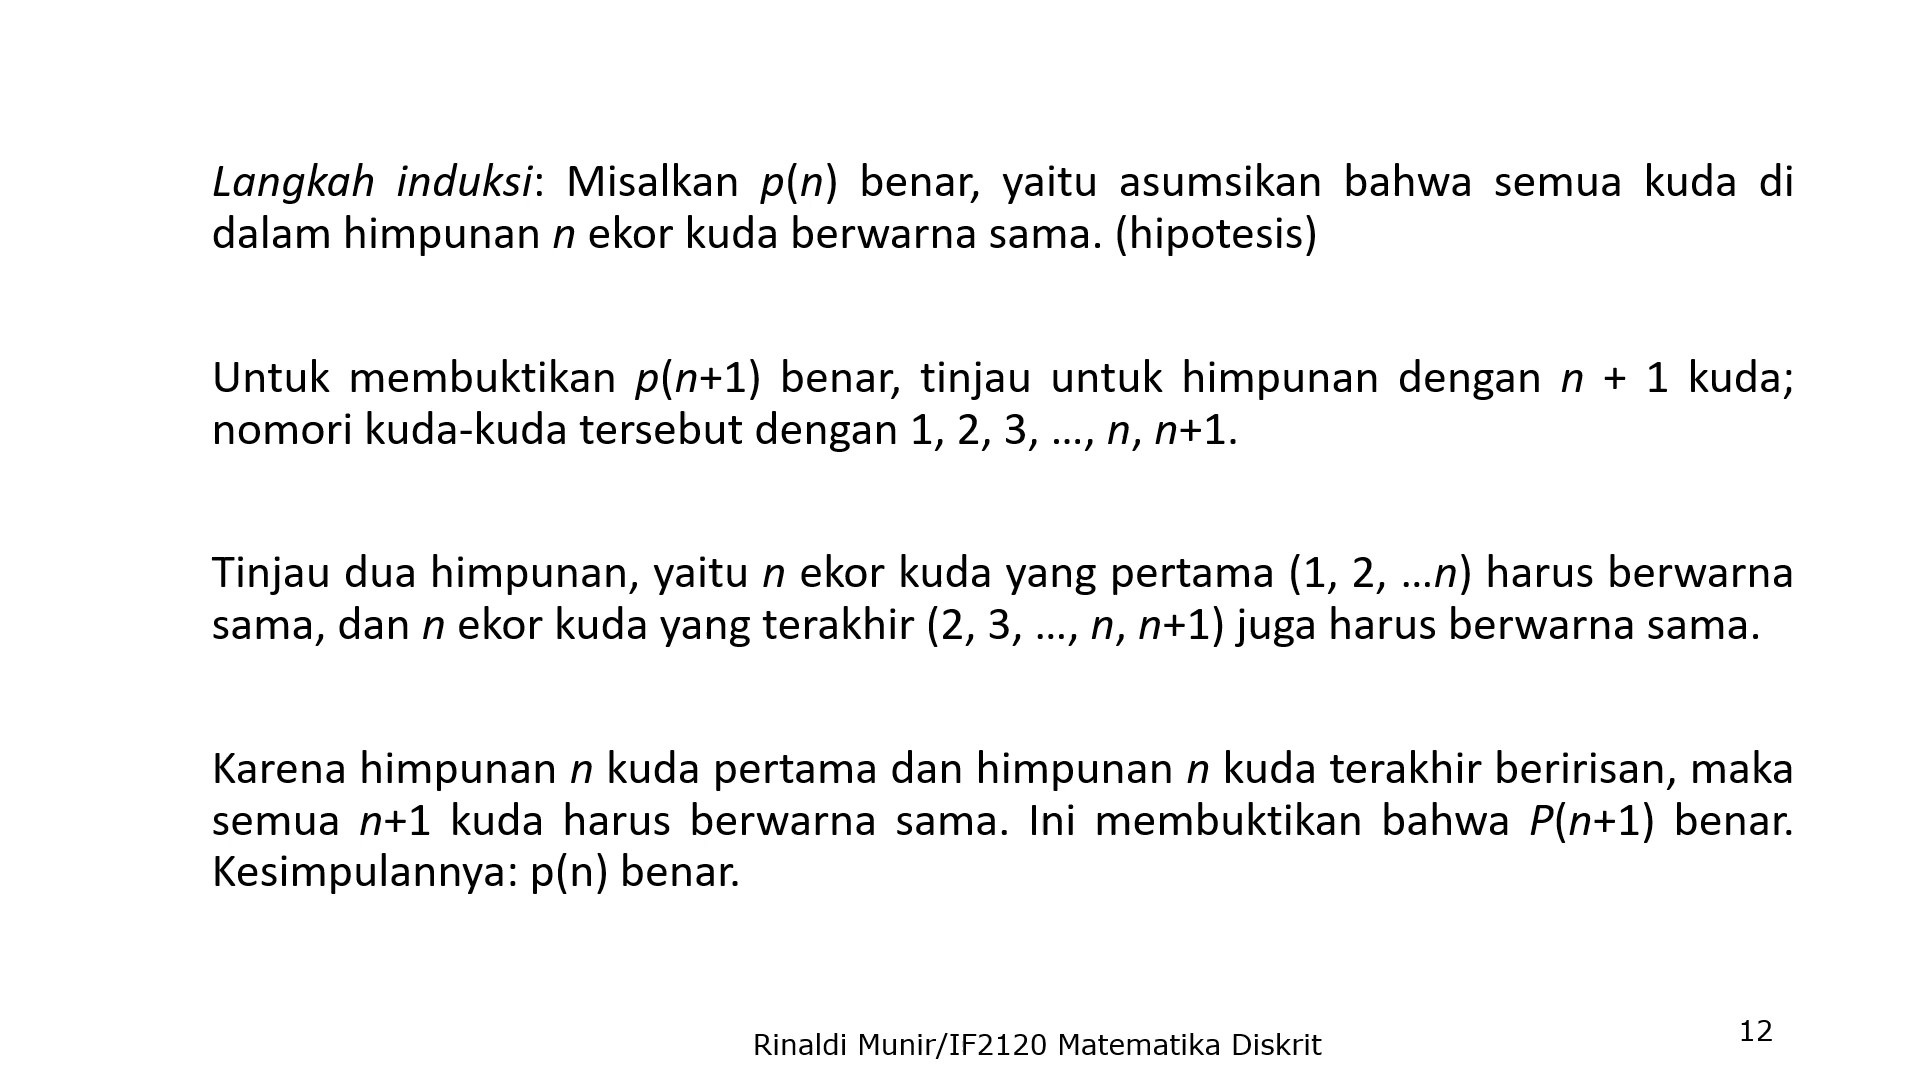 Langkah induksi: Misalkan p(n) benar, yaitu asumsikan bahwa semua kuda di
dalam himpunan n ekor kuda berwarna sama. (hipotesis)
Untuk membuktikan p(n+1) benar, tinjau untuk himpunan dengan n + 1 kuda;
nomori kuda-kuda tersebut dengan 1, 2, 3, …, n, n+1.
Tinjau dua himpunan, yaitu n ekor kuda yang pertama (1, 2, …n) harus berwarna
sama, dan n ekor kuda yang terakhir (2, 3, …, n, n+1) juga harus berwarna sama.
Karena himpunan n kuda pertama dan himpunan n kuda terakhir beririsan, maka
semua n+1 kuda harus berwarna sama. Ini membuktikan bahwa P(n+1) benar.
Kesimpulannya: p(n) benar.
Rinaldi Munir/IF2120 Matematika Diskrit
12